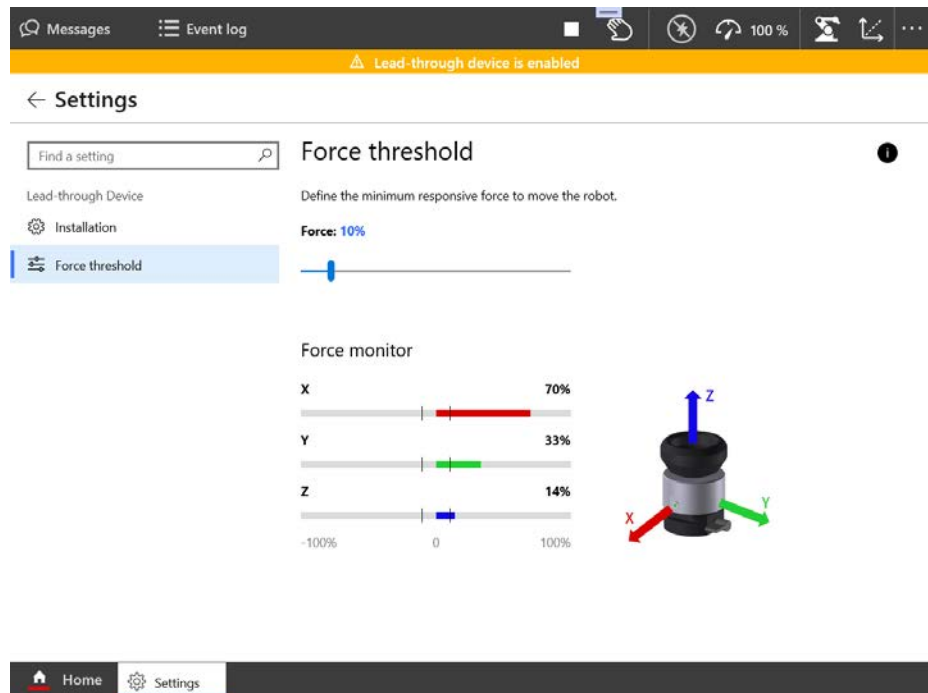 Messages
Event log
100 %
Lead-through device is enabled
Settings
Find a setting
Lead-through Device
Installation
Force threshold
Force threshold
Define the minimum responsive force to move the robot.
Force: 10%
Force monitor
X 70%
Y 33%
Z 14%
-100% 0 100%
Z
Y
X
Home
Settings